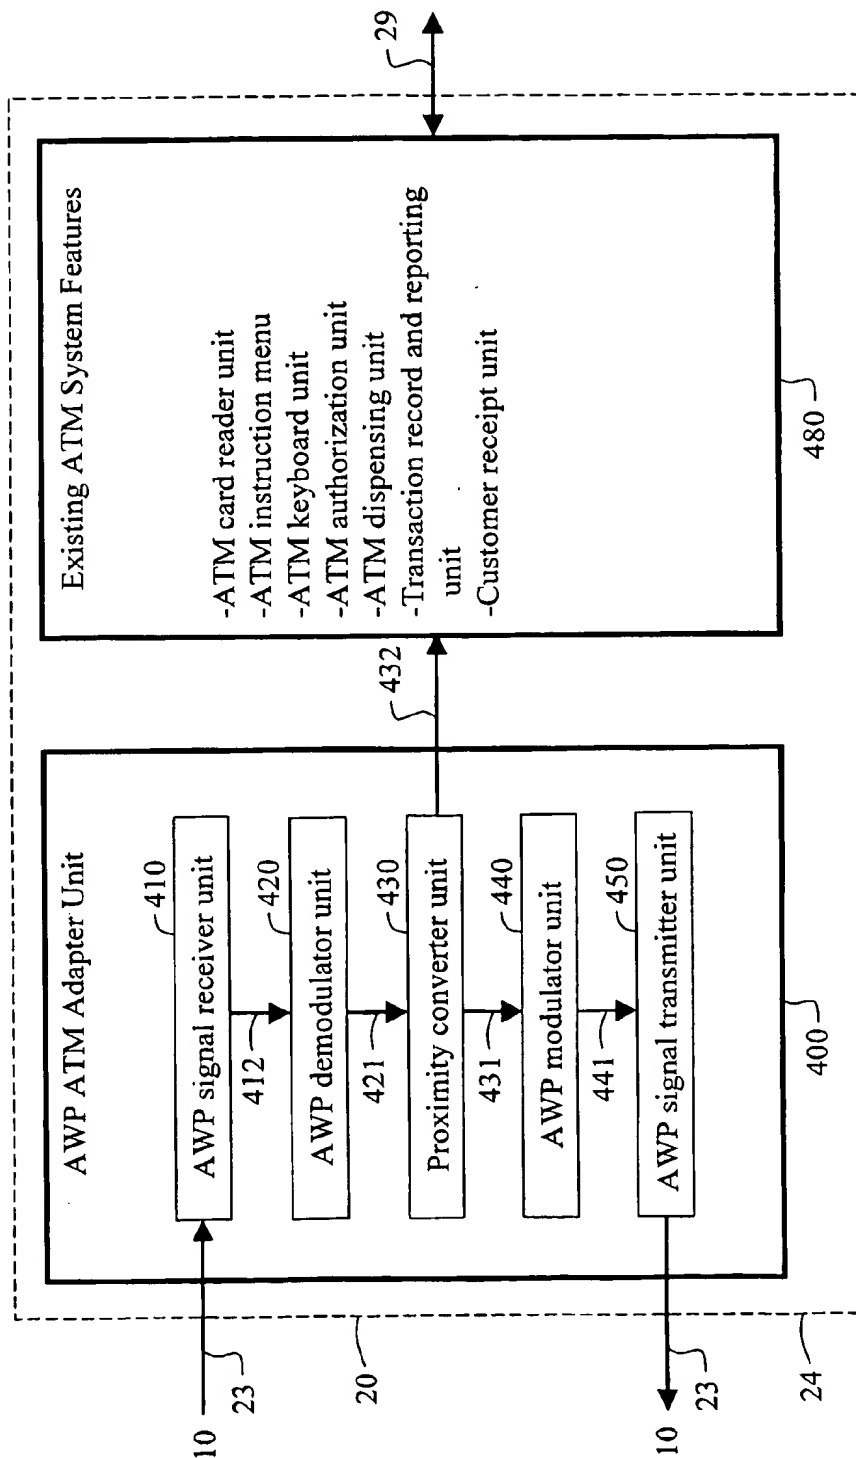 AWP ATM Adapter Unit
410
AWP signal receiver unit
10
23
412
420
AWP demodulator unit
20
421
430
Proximity converter unit
432
431
440
AWP modulator unit
441
450
AWP signal transmitter unit
10
23
400
24
Existing ATM System Features
-ATM card reader unit
-ATM instruction menu
-ATM keyboard unit
-ATM authorization unit
-ATM dispensing unit
-Transaction record and reporting
unit
-Customer receipt unit
29
480